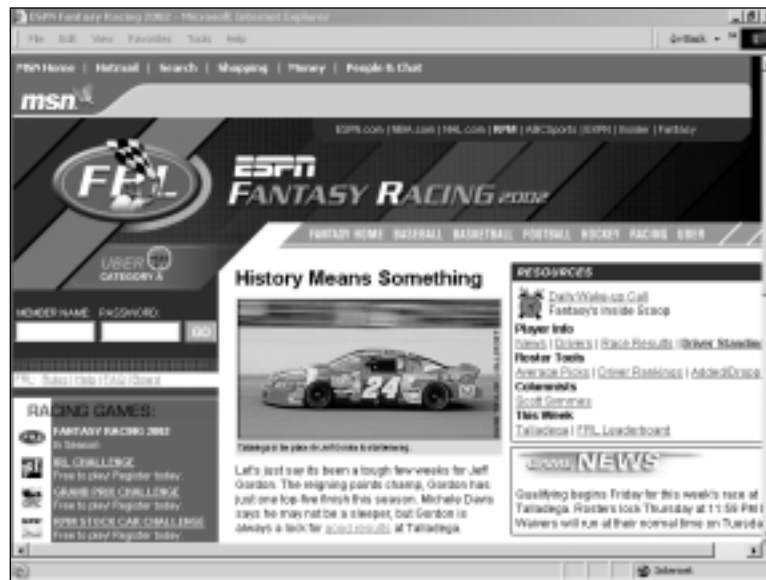 ESPN Fantasy Racing 2002 - Microsoft Internet Explorer
File Edit View Favorites Tools Help
Back
MSN Home | Hotmail | Search | Shopping | Money | People & Chat
msn
ESPN.com | NBA.com | NHL.com | RPM | ABCSports | EXPN | Insider | Fantasy
FRL
ESPN
FANTASY RACING 2002
FANTASY HOME BASEBALL BASKETBALL FOOTBALL HOCKEY RACING UBER
UBER
CATEGORY A
MEMBER NAME: PASSWORD:
GO
FRL: Rules | Help | FAQ | Board
RACING GAMES:
FANTASY RACING 2002
In Season
IRL CHALLENGE
Free to play! Register today.
GRAND PRIX CHALLENGE
Free to play! Register today.
RPM STOCK CAR CHALLENGE
Free to play! Register today.
History Means Something
24
Talladega is the place for Jeff Gordon to
Let's just say its been a tough few weeks for Jeff
Gordon. The reigning points champ, Gordon has
just one top-five finish this season. Michele Davis
says he may not be a sleeper, but Gordon is
always a lock for good results at Talladega.
RESOURCES
Daily Wake-up Call
Fantasy's Inside Scoop
Player Info
News | Drivers | Race Results | Driver Standin
Roster Tools
Average Picks | Driver Rankings | Added/Dropp
Columnists
Scott Simmes
This Week
Talladega | FRL Leaderboard
NEWS
Qualifying begins Friday for this week's race at
Talladega. Rosters lock Thursday at 11:59 PM
Waivers will run at their normal time on Tuesda
Internet